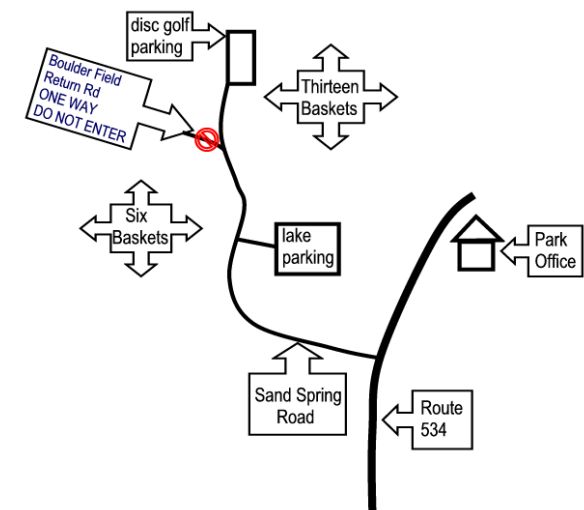 disc golf
parking
Boulder Field
Return Rd
ONE WAY
DO NOT ENTER
Thirteen
Baskets
Six
Baskets
lake
parking
Park
Office
Sand Spring
Road
Route
534